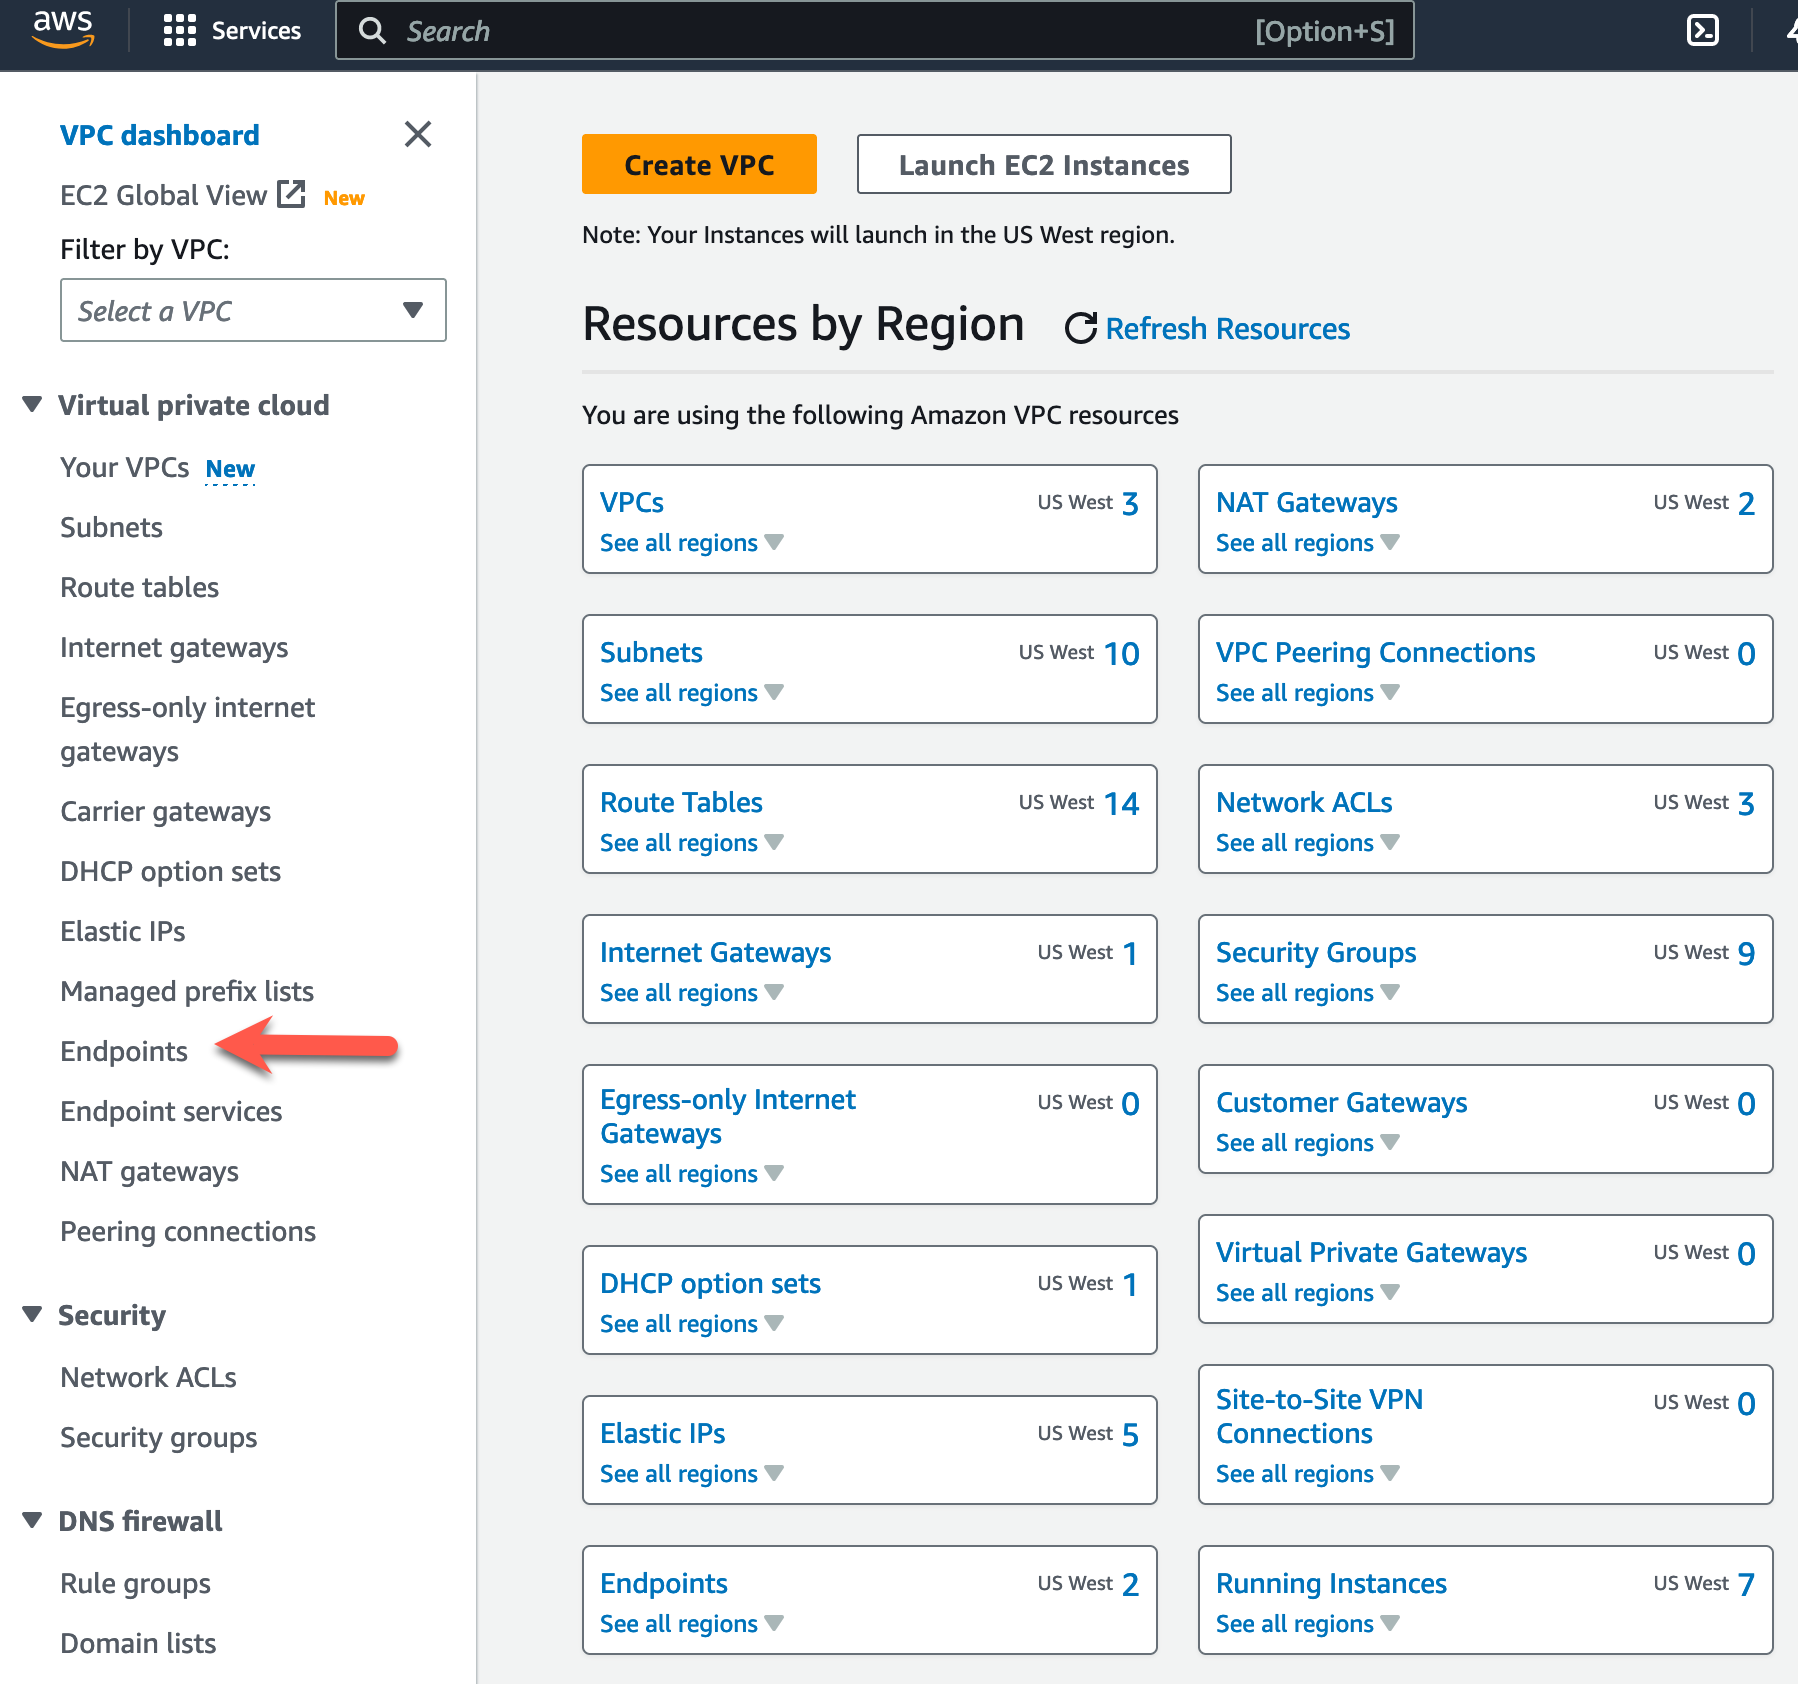 aws
Services
Search
[Option+S]
VPC dashboard
EC2 Global View New
Filter by VPC:
Select a VPC
Virtual private cloud
Your VPCs New
Subnets
Route tables
Internet gateways
Egress-only internet
gateways
Carrier gateways
DHCP option sets
Elastic IPs
Managed prefix lists
Endpoints
Endpoint services
NAT gateways
Peering connections
Security
Network ACLs
Security groups
DNS firewall
Rule groups
Domain lists
Create VPC
Launch EC2 Instances
Note: Your Instances will launch in the US West region.
Resources by Region
Refresh Resources
You are using the following Amazon VPC resources
VPCs US West 3
See all regions
NAT Gateways US West 2
See all regions
Subnets US West 10
See all regions
VPC Peering Connections US West 0
See all regions
Route Tables US West 14
See all regions
Network ACLs US West 3
See all regions
Internet Gateways US West 1
See all regions
Security Groups US West 9
See all regions
Egress-only Internet US West 0
Gateways
See all regions
Customer Gateways US West 0
See all regions
DHCP option sets US West 1
See all regions
Virtual Private Gateways US West 0
See all regions
Elastic IPs US West 5
See all regions
Site-to-Site VPN US West 0
Connections
See all regions
Endpoints US West 2
See all regions
Running Instances US West 7
See all regions